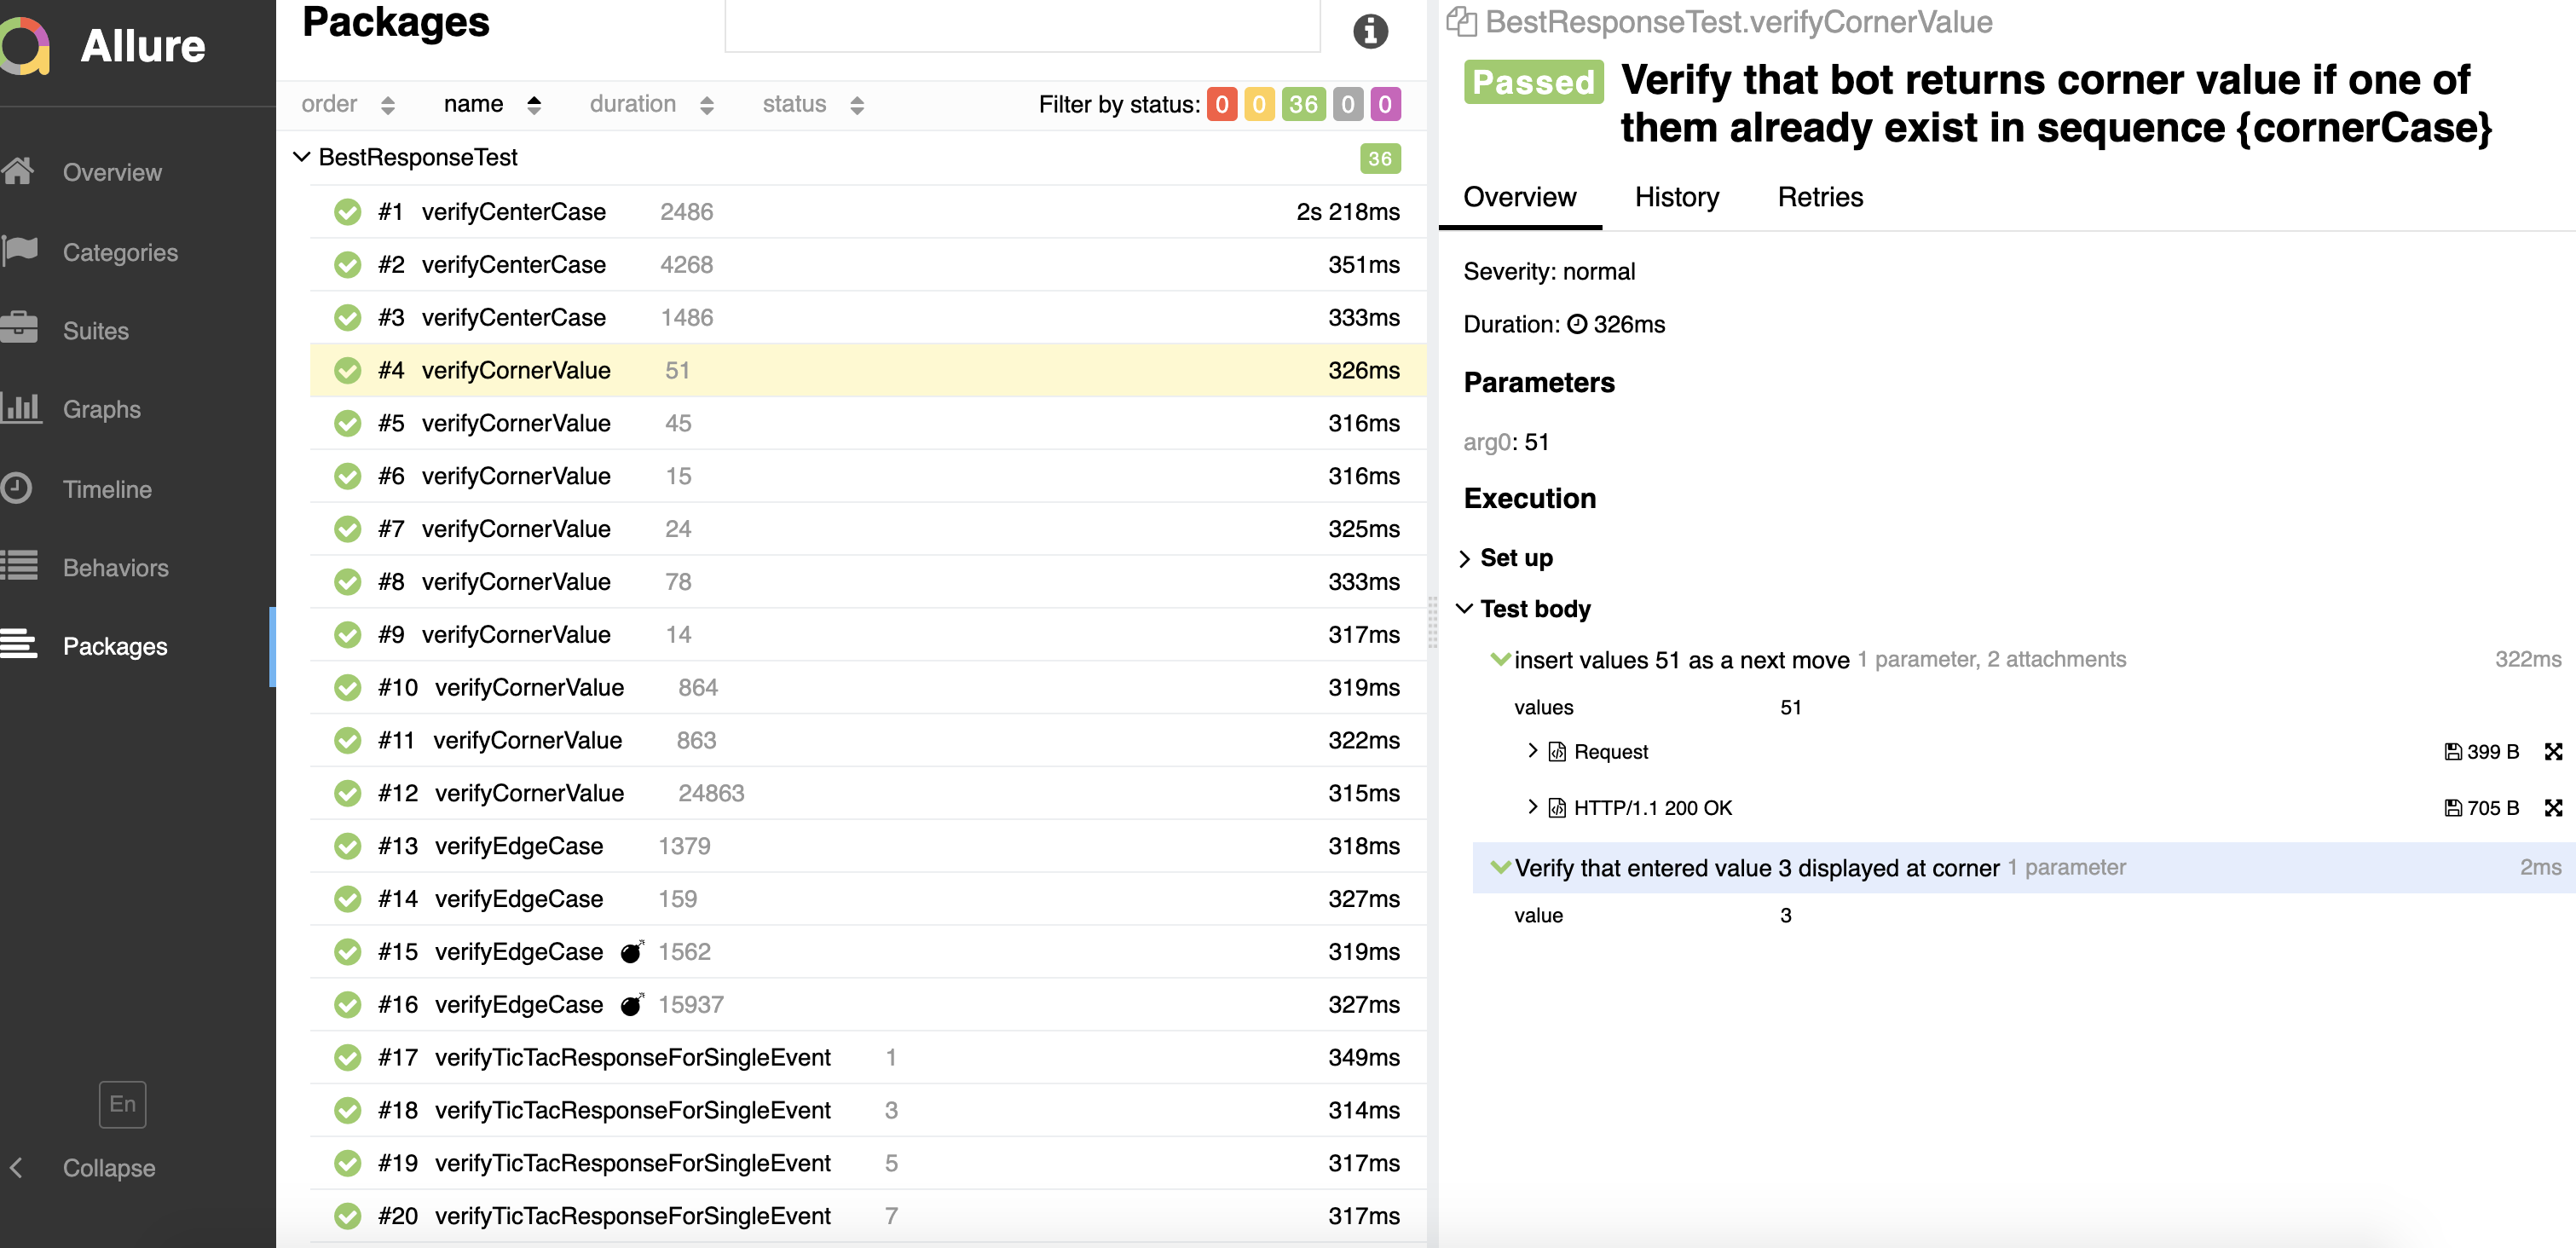 Allure
Overview
Categories
Suites
Graphs
Timeline
Behaviors
Packages
En
Collapse
Packages
order name duration status Filter by status: 0 0 36 0 0
BestResponseTest 36
#1 verifyCenterCase 2486 2s 218ms
#2 verifyCenterCase 4268 351ms
#3 verifyCenterCase 1486 333ms
#4 verifyCornerValue 51 326ms
#5 verifyCornerValue 45 316ms
#6 verifyCornerValue 15 316ms
#7 verifyCornerValue 24 325ms
#8 verifyCornerValue 78 333ms
#9 verifyCornerValue 14 317ms
#10 verifyCornerValue 864 319ms
#11 verifyCornerValue 863 322ms
#12 verifyCornerValue 24863 315ms
#13 verifyEdgeCase 1379 318ms
#14 verifyEdgeCase 159 327ms
#15 verifyEdgeCase 1562 319ms
#16 verifyEdgeCase 15937 327ms
#17 verifyTicTacResponseForSingleEvent 1 349ms
#18 verifyTicTacResponseForSingleEvent 3 314ms
#19 verifyTicTacResponseForSingleEvent 5 317ms
#20 verifyTicTacResponseForSingleEvent 7 317ms
BestResponseTest.verifyCornerValue
Passed Verify that bot returns corner value if one of
them already exist in sequence {cornerCase}
Overview History Retries
Severity: normal
Duration: 326ms
Parameters
arg0: 51
Execution
Set up
Test body
insert values 51 as a next move 1 parameter, 2 attachments 322ms
values 51
Request 399 B
HTTP/1.1 200 OK 705 B
Verify that entered value 3 displayed at corner 1 parameter 2ms
value 3